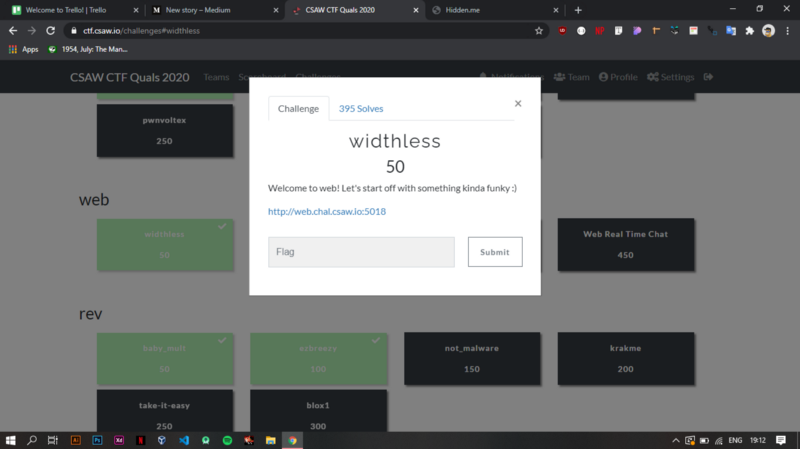 Welcome to Trello! | Trello
New story – Medium
CSAW CTF Quals 2020
Hidden.me
ctf.csaw.io/challenges#widthless
Apps
1954, July: The Man...
CSAW CTF Quals 2020
Teams
Scoreboard
Challenges
Notifications
Team
Profile
Settings
pwnvoltex
250
Challenge
395 Solves
×
widthless
50
Welcome to web! Let's start off with something kinda funky :)
http://web.chal.csaw.io:5018
Flag
Submit
web
widthless
50
Web Real Time Chat
450
rev
baby_mult
50
ezbreezy
100
not_malware
150
krakme
200
take-it-easy
250
blox1
300
ENG
19:12